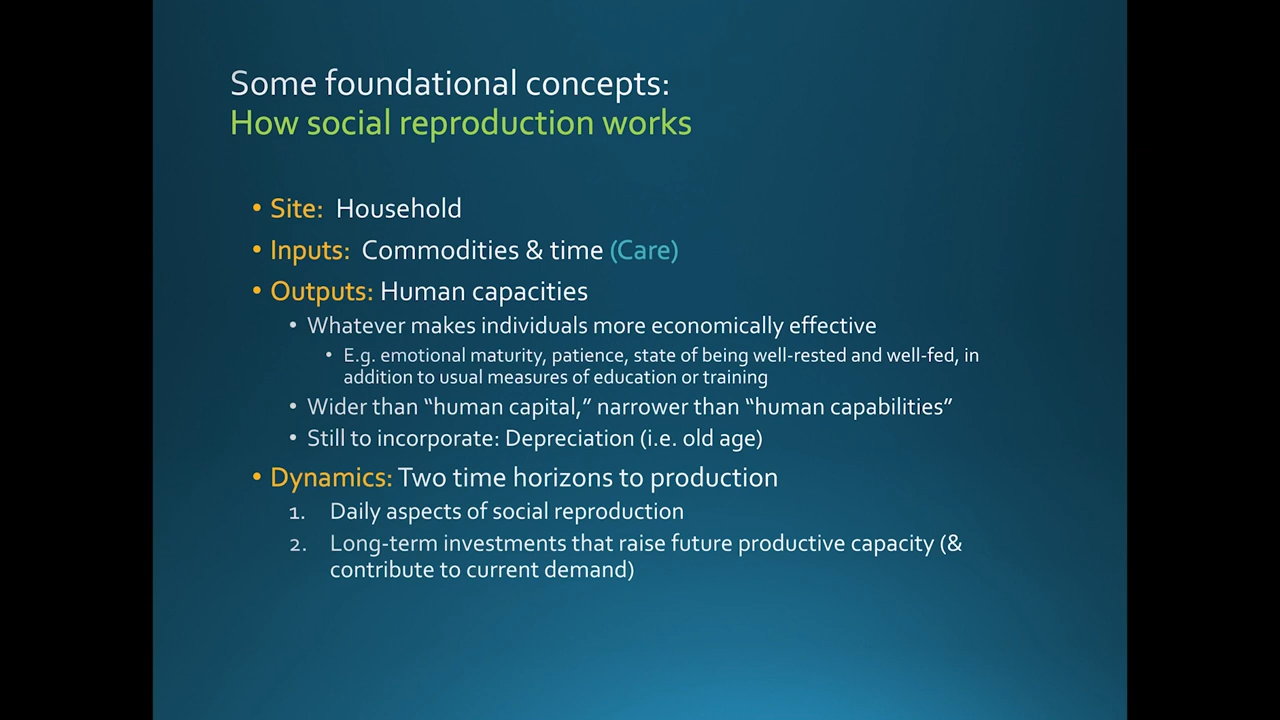 Some foundational concepts:
How social reproduction works
• Site: Household
• Inputs: Commodities & time (Care)
• Outputs: Human capacities
• Whatever makes individuals more economically effective
• E.g. emotional maturity, patience, state of being well-rested and well-fed, in
addition to usual measures of education or training
• Wider than “human capital,” narrower than “human capabilities”
• Still to incorporate: Depreciation (i.e. old age)
• Dynamics: Two time horizons to production
1. Daily aspects of social reproduction
2. Long-term investments that raise future productive capacity (&
contribute to current demand)